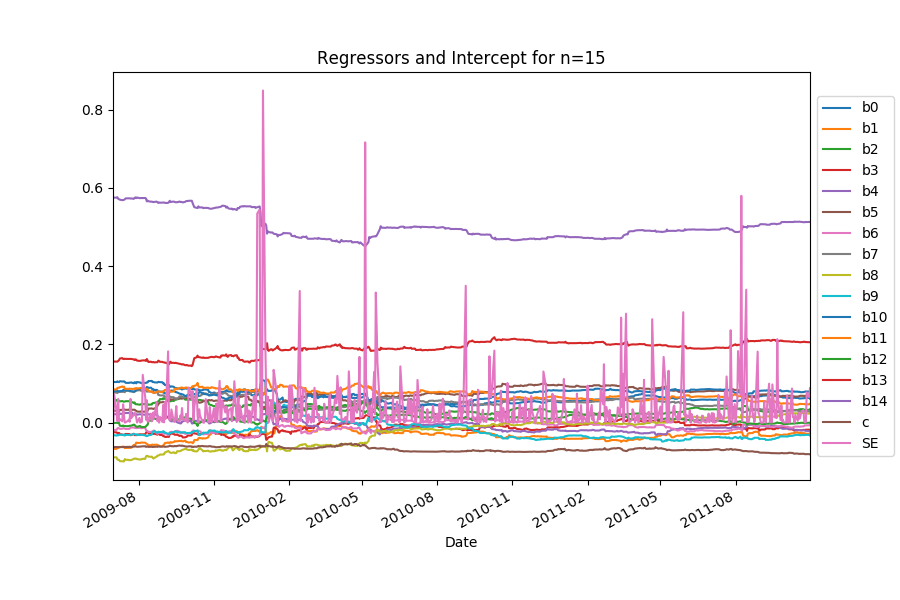 Regressors and Intercept for n=15
0.8
0.6
0.4
0.2
0.0
2009-08
2009-11
2010-02
2010-05
2010-08
2010-11
2011-02
2011-05
2011-08
Date
b0
b1
b2
b3
b4
b5
b6
b7
b8
b9
b10
b11
b12
b13
b14
c
SE